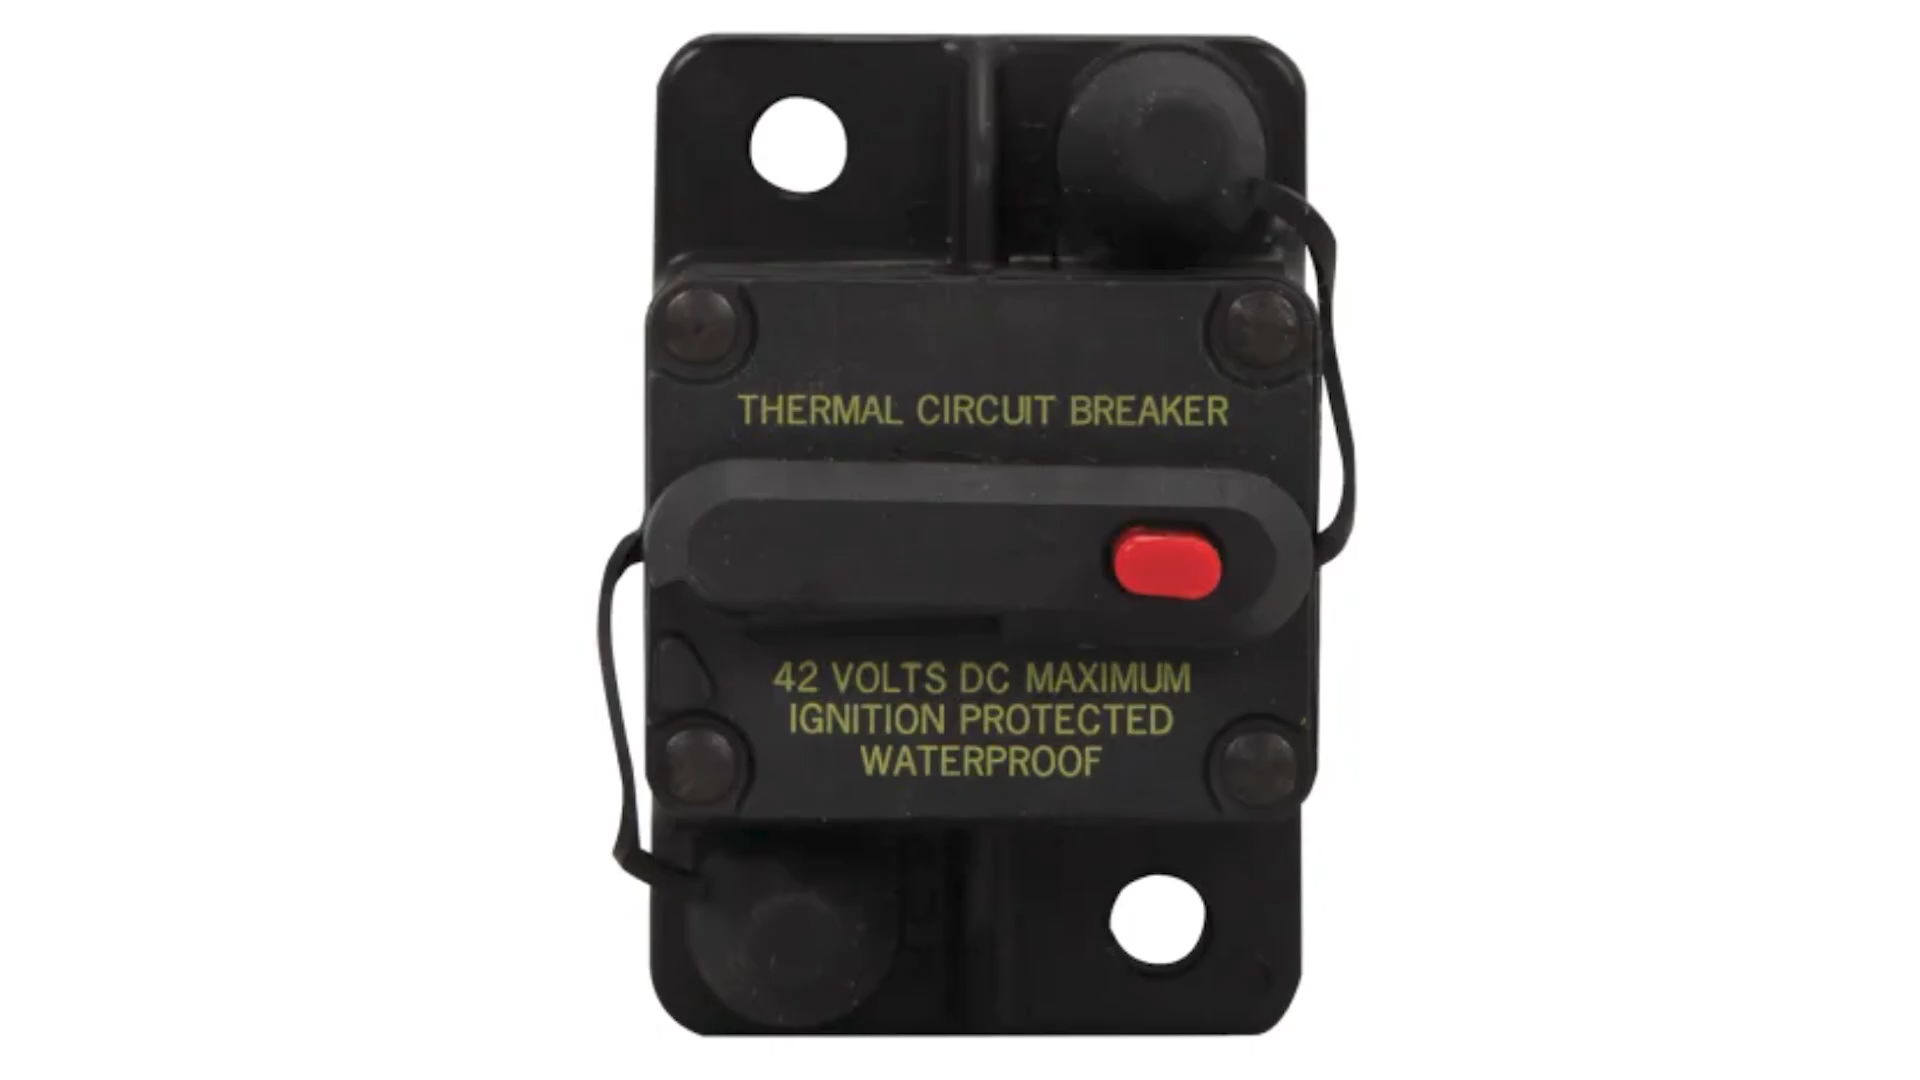 THERMAL CIRCUIT BREAKER
42 VOLTS DC MAXIMUM
IGNITION PROTECTED
WATERPROOF